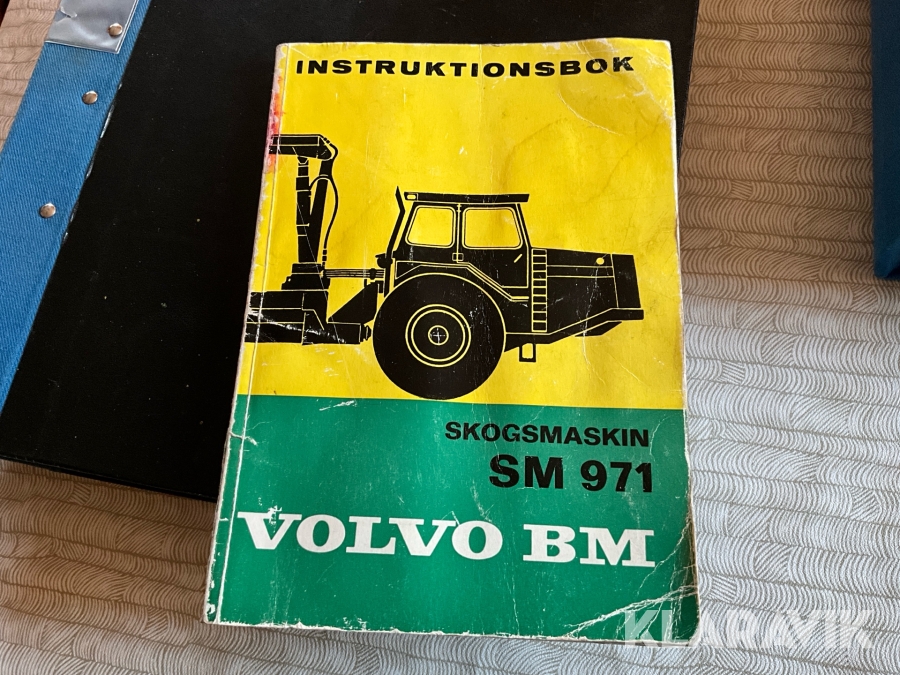 INSTRUKTIONSBOK
SKOGSMASKIN
SM 971
VOLVO BM
KLARAVIK